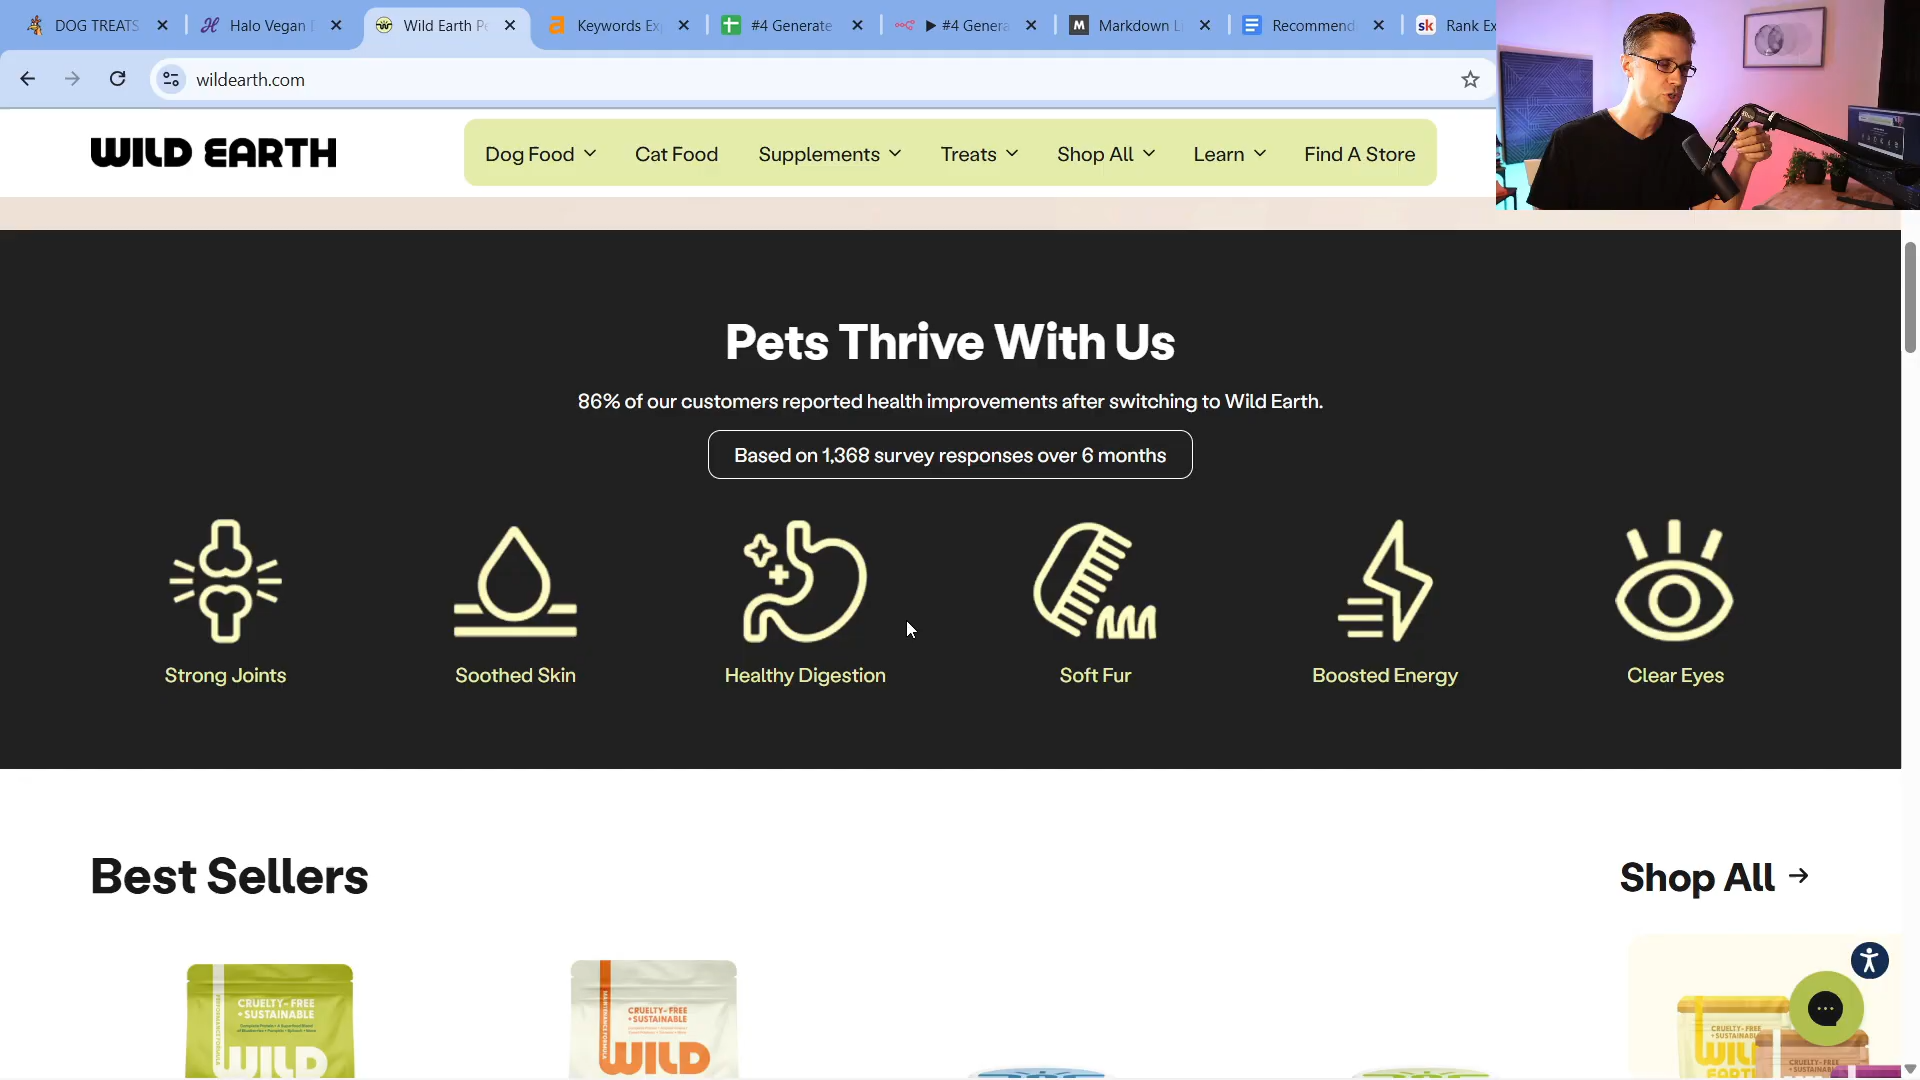 DOG TREATS
Halo Vegan
Wild Earth Pe
Keywords Ex
#4 Generate
▶ #4 Genera
Markdown L
Recommend
Rank Ex
wildearth.com
WILD EARTH
Dog Food
Cat Food
Supplements
Treats
Shop All
Learn
Find A Store
Pets Thrive With Us
86% of our customers reported health improvements after switching to Wild Earth.
Based on 1,368 survey responses over 6 months
Strong Joints
Soothed Skin
Healthy Digestion
Soft Fur
Boosted Energy
Clear Eyes
Best Sellers
Shop All →
CRUELTY-FREE
+SUSTAINABLE
WILD
CRUELTY-FREE
+SUSTAINABLE
WILD
CRUELTY-FREE
+SUSTAINABLE